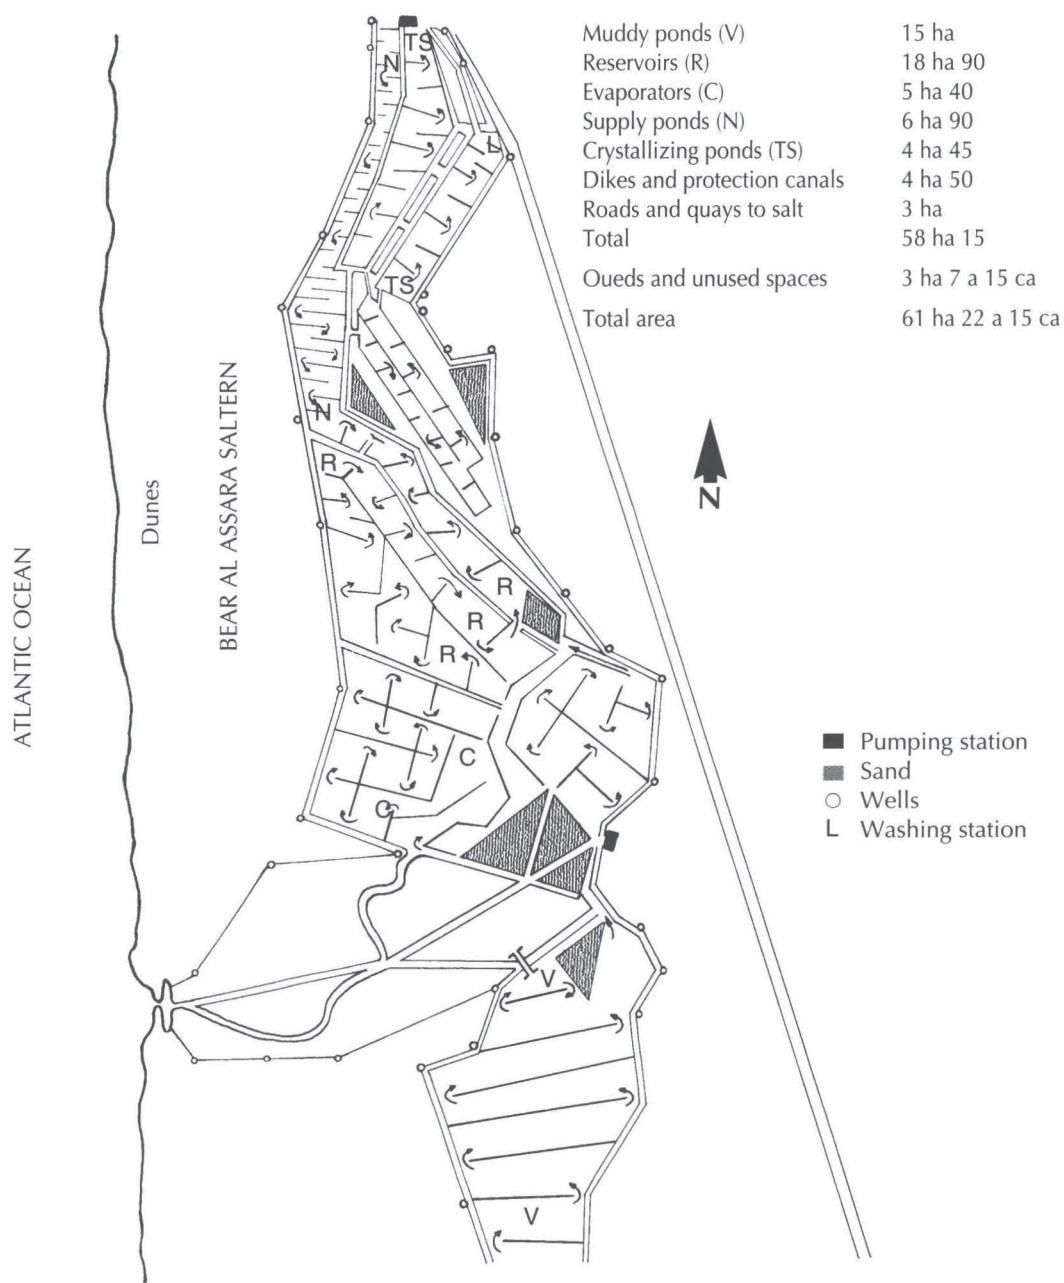 Muddy ponds (V) 15 ha
Reservoirs (R) 18 ha 90
Evaporators (C) 5 ha 40
Supply ponds (N) 6 ha 90
Crystallizing ponds (TS) 4 ha 45
Dikes and protection canals 4 ha 50
Roads and quays to salt 3 ha
Total 58 ha 15
Oueds and unused spaces 3 ha 7 a 15 ca
Total area 61 ha 22 a 15 ca
TS
N
L
TS
N
R
R
R
R
C
C
V
V
ATLANTIC OCEAN
Dunes
BEAR AL ASSARA SALTERN
N
Pumping station
Sand
Wells
L Washing station